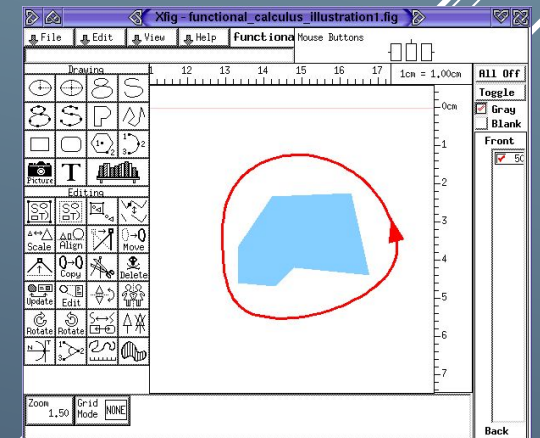 Xfig - functional_calculus_illustration1.fig
File Edit View Help functiona Mouse Buttons
Drawing
12 13 14 15 16 17 1cm = 1,00cm
All Off
Toggle
Gray
Blank
Front
50
0cm
1
2
3
4
5
6
7
Picture T
Editing
Scale Align Move
Copy Delete
Update Edit
Rotate Rotate
Zoom
1.50
Grid
Mode NONE
Back